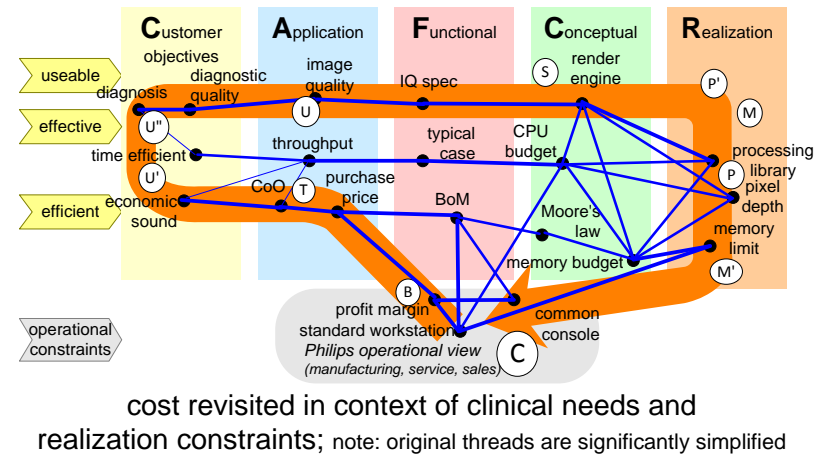 Customer
objectives
Application
Functional
Conceptual
Realization
useable
effective
efficient
operational
constraints
diagnosis
diagnostic
quality
image
quality
IQ spec
S
render
engine
P'
M
U
U"
time efficient
throughput
typical
case
CPU
budget
processing
library
P
pixel
depth
U'
economic
sound
CoO
T
purchase
price
BoM
Moore's
law
memory budget
memory
limit
M'
B
profit margin
standard workstation
common
console
C
Philips operational view
(manufacturing, service, sales)
cost revisited in context of clinical needs and
realization constraints; note: original threads are significantly simplified